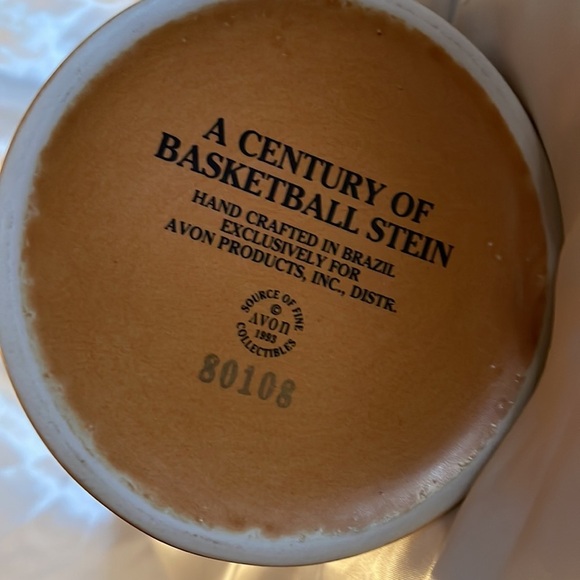 A CENTURY OF
BASKETBALL STEIN
HAND CRAFTED IN BRAZIL
EXCLUSIVELY FOR
AVON PRODUCTS, INC., DISTR.
SOURCE OF FINE
©
AVON
1993
COLLECTIBLES
80108